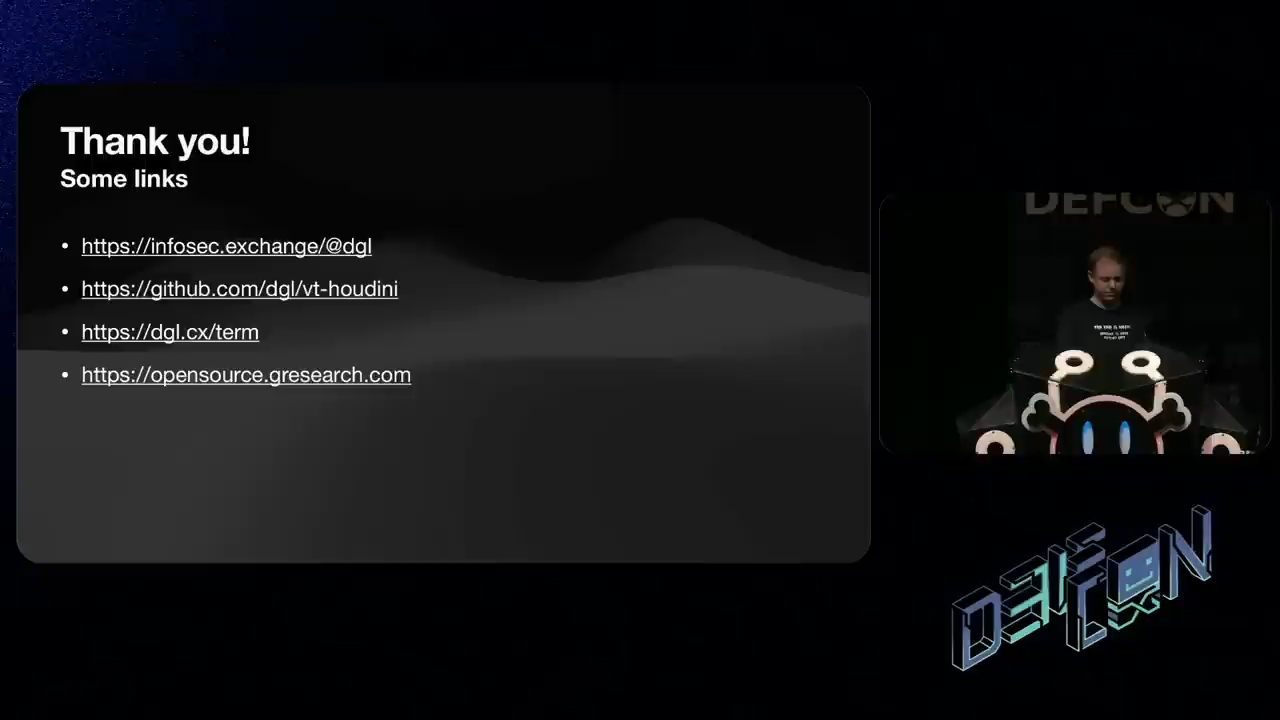 Thank you!
Some links
• https://infosec.exchange/@dgl
• https://github.com/dgl/vt-houdini
• https://dgl.cx/term
• https://opensource.gresearch.com
DEFCON
DEFCON